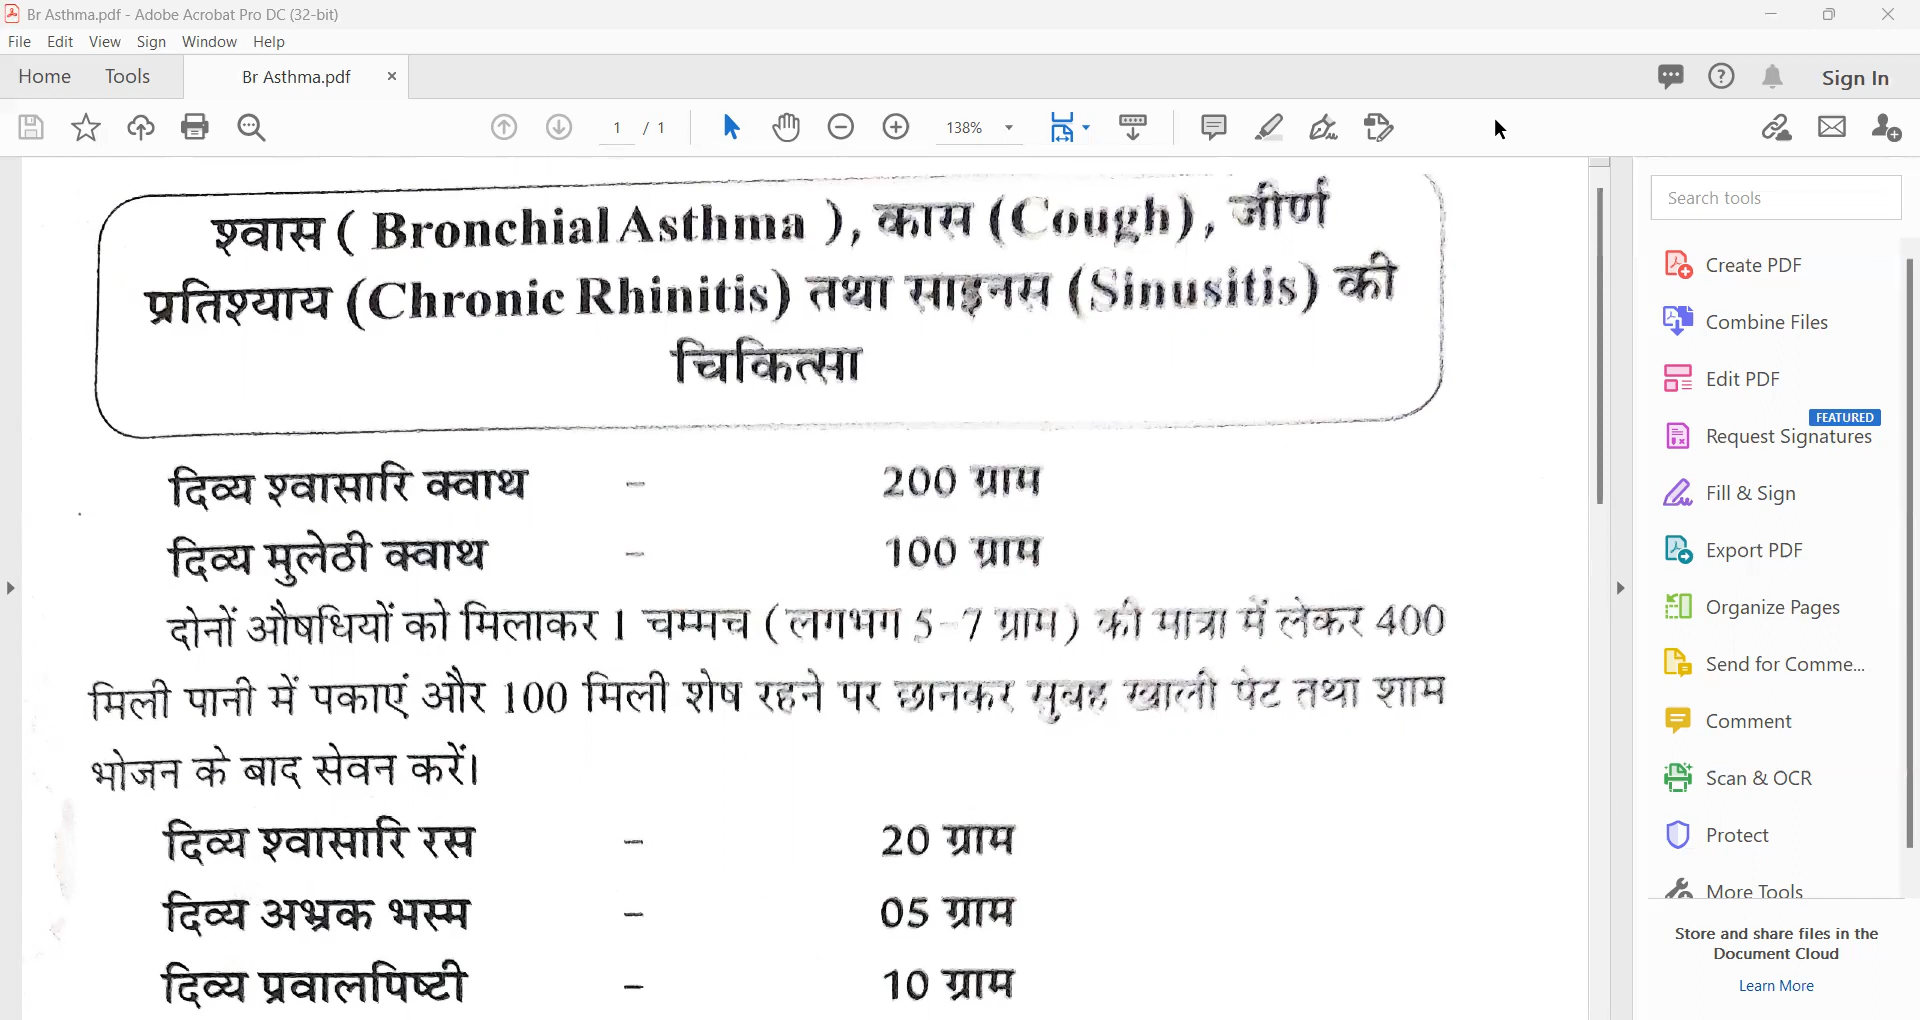 Br Asthma.pdf - Adobe Acrobat Pro DC (32-bit)
File Edit View Sign Window Help
Home Tools Br Asthma.pdf × Sign In
1 / 1 138%
श्वास ( Bronchial Asthma ), कास (Cough), जीर्ण
प्रतिश्याय (Chronic Rhinitis) तथा साइनस (Sinusitis) की
चिकित्सा
दिव्य श्वासारि क्वाथ - 200 ग्राम
दिव्य मुलेठी क्वाथ - 100 ग्राम
दोनों औषधियों को मिलाकर 1 चम्मच (लगभग 5-7 ग्राम) की मात्रा में लेकर 400
मिली पानी में पकाएं और 100 मिली शेष रहने पर छानकर सुबह खाली पेट तथा शाम
भोजन के बाद सेवन करें।
दिव्य श्वासारि रस - 20 ग्राम
दिव्य अभ्रक भस्म - 05 ग्राम
दिव्य प्रवालपिष्टी - 10 ग्राम
Search tools
Create PDF
Combine Files
Edit PDF
FEATURED
Request Signatures
Fill & Sign
Export PDF
Organize Pages
Send for Comme...
Comment
Scan & OCR
Protect
More Tools
Store and share files in the
Document Cloud
Learn More